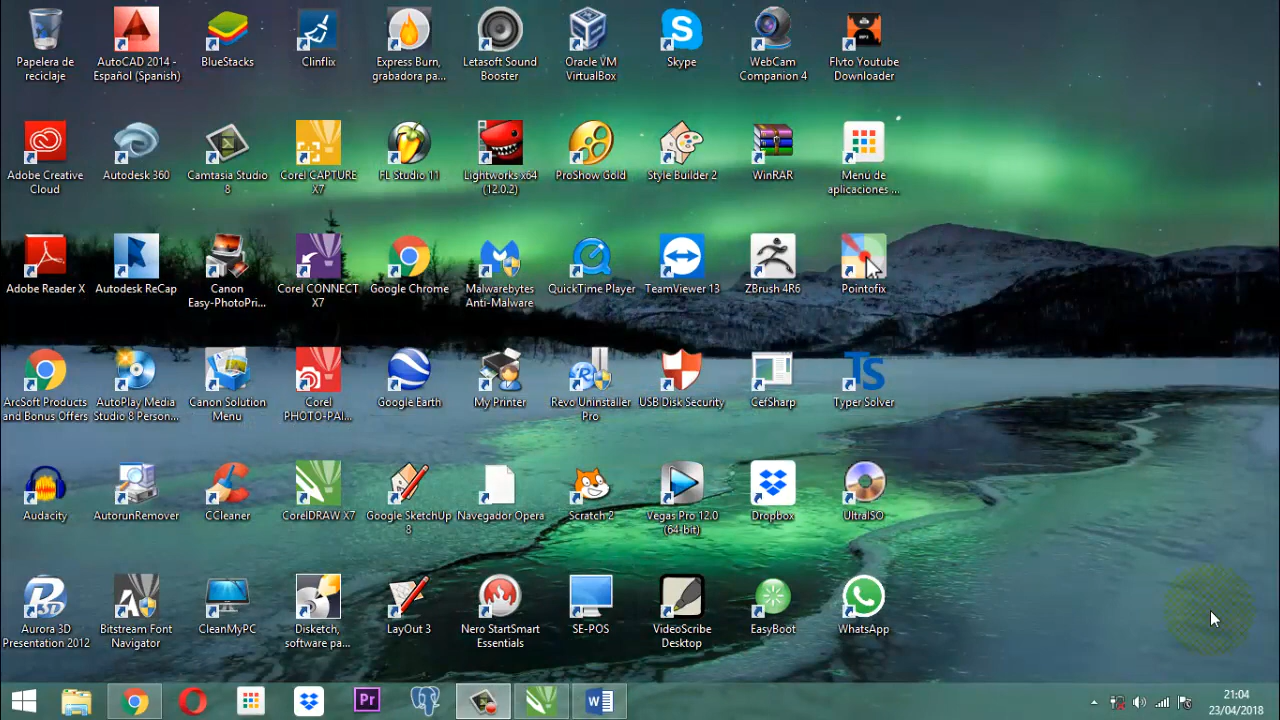 Papelera de
reciclaje
AutoCAD 2014 -
Español (Spanish)
BlueStacks
Clinflix
Express Burn,
grabadora pa...
Letasoft Sound
Booster
Oracle VM
VirtualBox
Skype
WebCam
Companion 4
Flvto Youtube
Downloader
Adobe Creative
Cloud
Autodesk 360
Camtasia Studio
8
Corel CAPTURE
X7
FL Studio 11
Lightworks x64
(12.0.2)
ProShow Gold
Style Builder 2
WinRAR
Menú de
aplicaciones ...
Adobe Reader X
Autodesk ReCap
Canon
Easy-PhotoPri...
Corel CONNECT
X7
Google Chrome
Malwarebytes
Anti-Malware
QuickTime Player
TeamViewer 13
ZBrush 4R6
Pointofix
ArcSoft Products
and Bonus Offers
AutoPlay Media
Studio 8 Person...
Canon Solution
Menu
Corel
PHOTO-PAI...
Google Earth
My Printer
Revo Uninstaller
Pro
USB Disk Security
CefSharp
TS
Typer Solver
Audacity
AutorunRemover
CCleaner
CorelDRAW X7
Google SketchUp
8
Navegador Opera
Scratch 2
Vegas Pro 12.0
(64-bit)
Dropbox
UltraISO
Aurora 3D
Presentation 2012
Bitstream Font
Navigator
CleanMyPC
Disketch,
software pa...
LayOut 3
Nero StartSmart
Essentials
SE-POS
VideoScribe
Desktop
EasyBoot
WhatsApp
Pr
21:04
23/04/2018